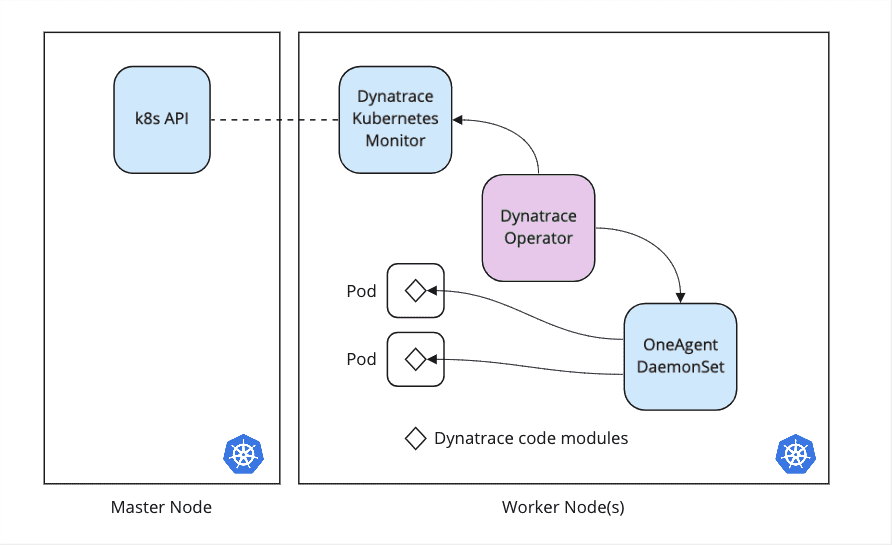 k8s API
Dynatrace
Kubernetes
Monitor
Dynatrace
Operator
Pod
Pod
OneAgent
DaemonSet
Dynatrace code modules
Master Node
Worker Node(s)